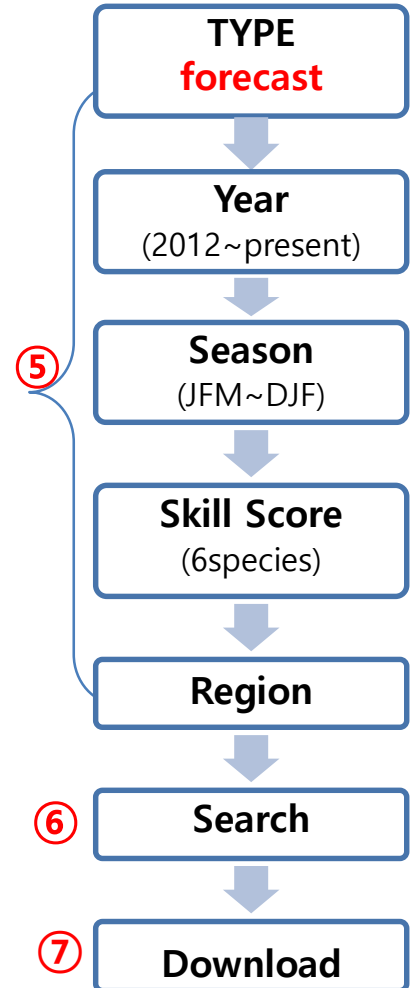 TYPE
forecast
Year
(2012~present)
⑤
Season
(JFM~DJF)
Skill Score
(6species)
Region
⑥
Search
⑦
Download